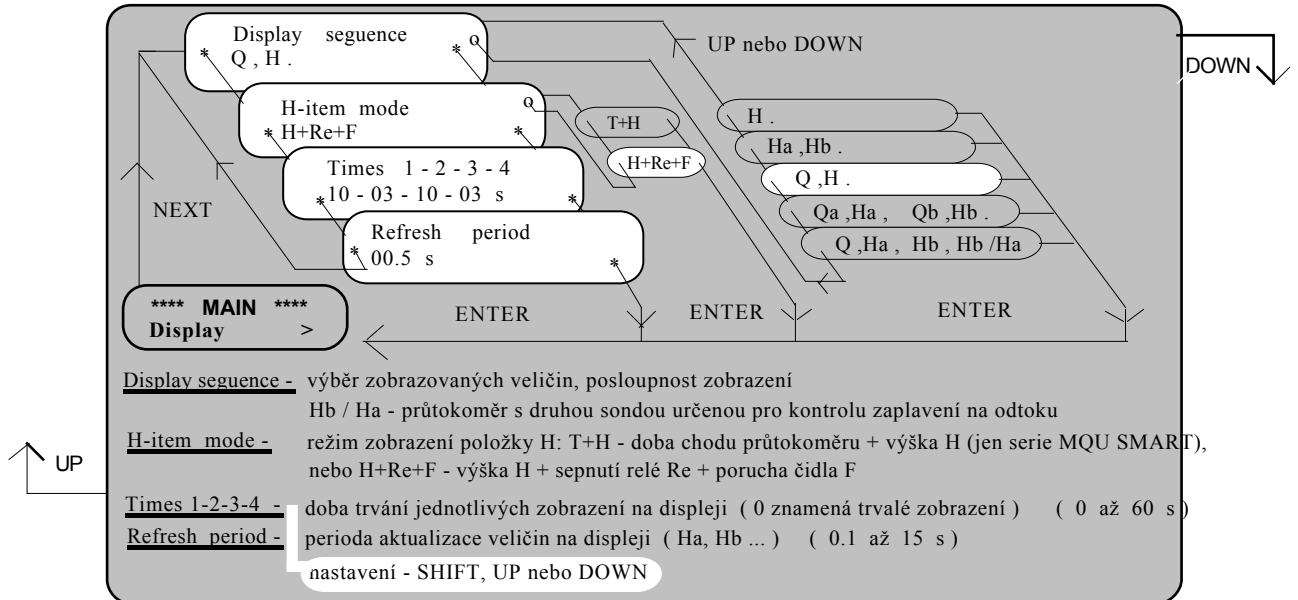 Display seguence
Q , H .
* * Q
UP nebo DOWN
DOWN
H-item mode
H+Re+F
* * Q
T+H
H+Re+F
H .
Ha ,Hb .
Q ,H .
Qa ,Ha , Qb ,Hb .
Q ,Ha , Hb , Hb /Ha
Times 1 - 2 - 3 - 4
10 - 03 - 10 - 03 s
* *
NEXT
Refresh period
00.5 s
* *
**** MAIN ****
Display >
ENTER
ENTER
ENTER
Display seguence - výběr zobrazovaných veličin, posloupnost zobrazení
Hb / Ha - průtokoměr s druhou sondou určenou pro kontrolu zaplavení na odtoku
H-item mode - režim zobrazení položky H: T+H - doba chodu průtokoměru + výška H (jen serie MQU SMART),
nebo H+Re+F - výška H + sepnutí relé Re + porucha čidla F
UP
Times 1-2-3-4 - doba trvání jednotlivých zobrazení na displeji ( 0 znamená trvalé zobrazení ) ( 0 až 60 s )
Refresh period - perioda aktualizace veličin na displeji ( Ha, Hb ... ) ( 0.1 až 15 s )
nastavení - SHIFT, UP nebo DOWN